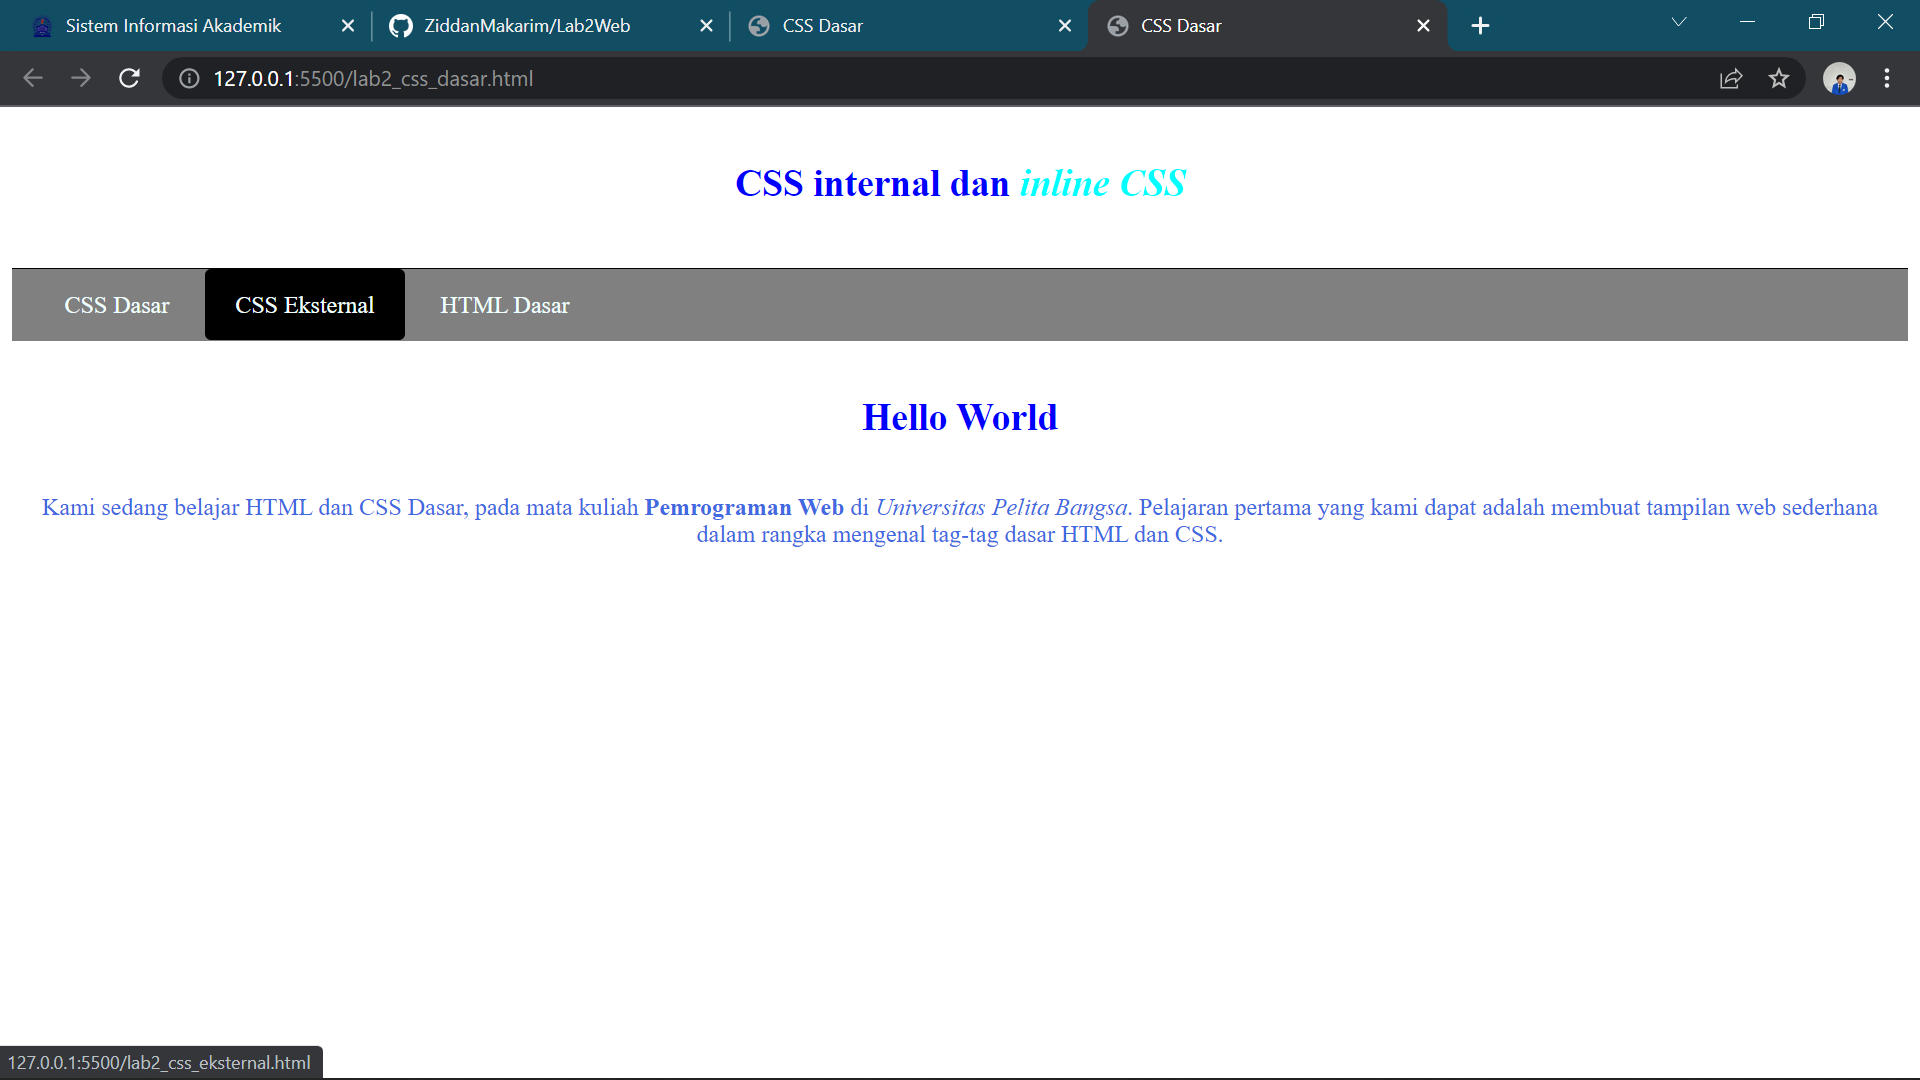 Sistem Informasi Akademik
ZiddanMakarim/Lab2Web
CSS Dasar
CSS Dasar
127.0.0.1:5500/lab2_css_dasar.html
CSS internal dan inline CSS
CSS Dasar
CSS Eksternal
HTML Dasar
Hello World
Kami sedang belajar HTML dan CSS Dasar, pada mata kuliah Pemrograman Web di Universitas Pelita Bangsa. Pelajaran pertama yang kami dapat adalah membuat tampilan web sederhana
dalam rangka mengenal tag-tag dasar HTML dan CSS.
127.0.0.1:5500/lab2_css_eksternal.html